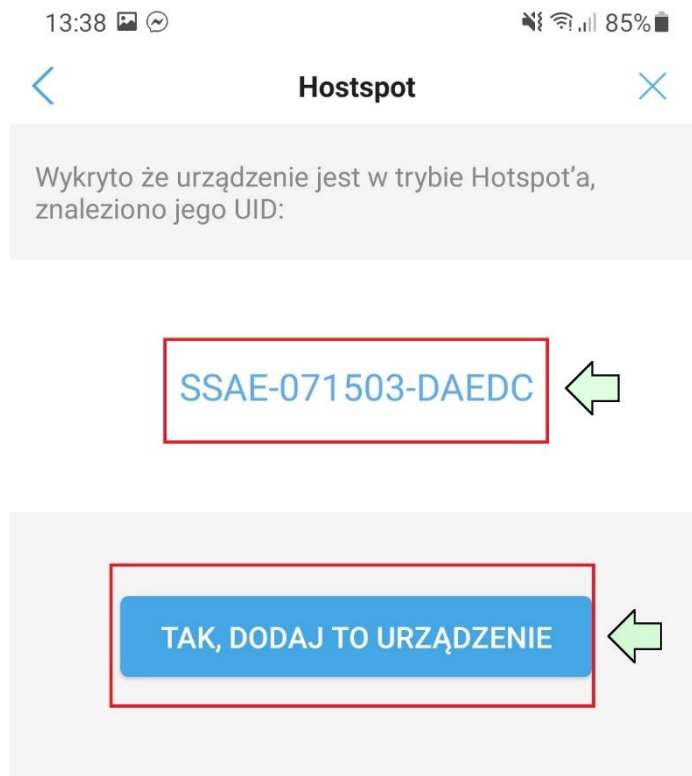 13:38 85%
Hostspot
Wykryto że urządzenie jest w trybie Hotspot’a,
znaleziono jego UID:
SSAE-071503-DAEDC
TAK, DODAJ TO URZĄDZENIE